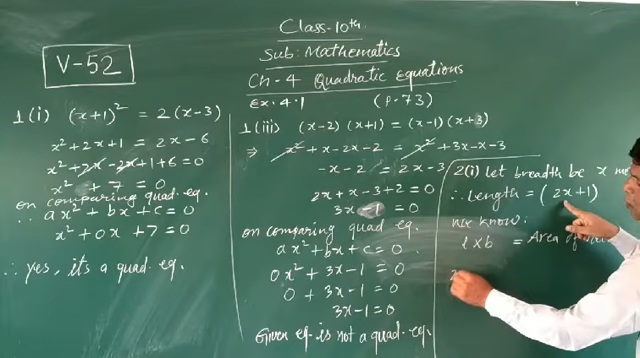 Class-10th
Sub: Mathematics
Ch-4 Quadratic Equations
Ex. 4.1 (P-73)
V-52
1(i) (x+1)² = 2(x-3)
x²+2x+1 = 2x-6
x²+2x-2x+1+6=0
x² +7=0
on comparing quad. eq.
∴ ax²+bx+c=0
x²+0x+7=0
∴ yes, it's a quad. eq.
1(iii) (x-2)(x+1)=(x-1)(x+3)
⇒ x²+x-2x-2=x²+3x-x-3
-x-2=2x-3
2x+x-3+2=0
3x-1=0
on comparing quad eq.
ax²+bx+c=0
0x²+3x-1=0
0+3x-1=0
3x-1=0
Given eq. is not a quad. eq.
2(i) let breadth be x
∴ Length = (2x+1)
we know:
l×b = Area of